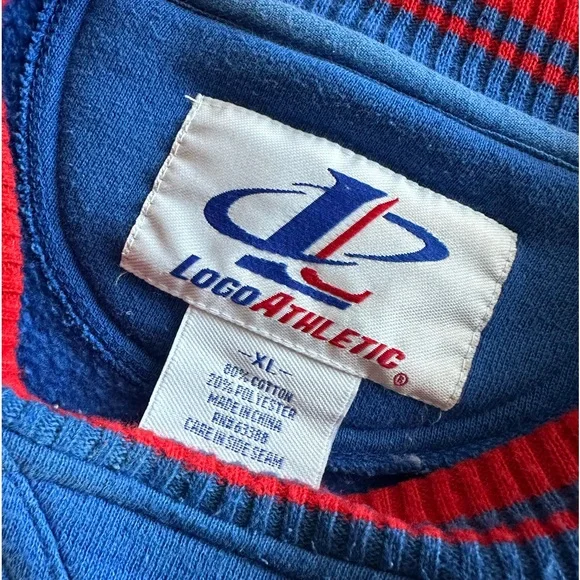 L
LOGO ATHLETIC®
-XL-
80% COTTON
20% POLYESTER
MADE IN CHINA
RN# 63388
CARE IN SIDE SEAM